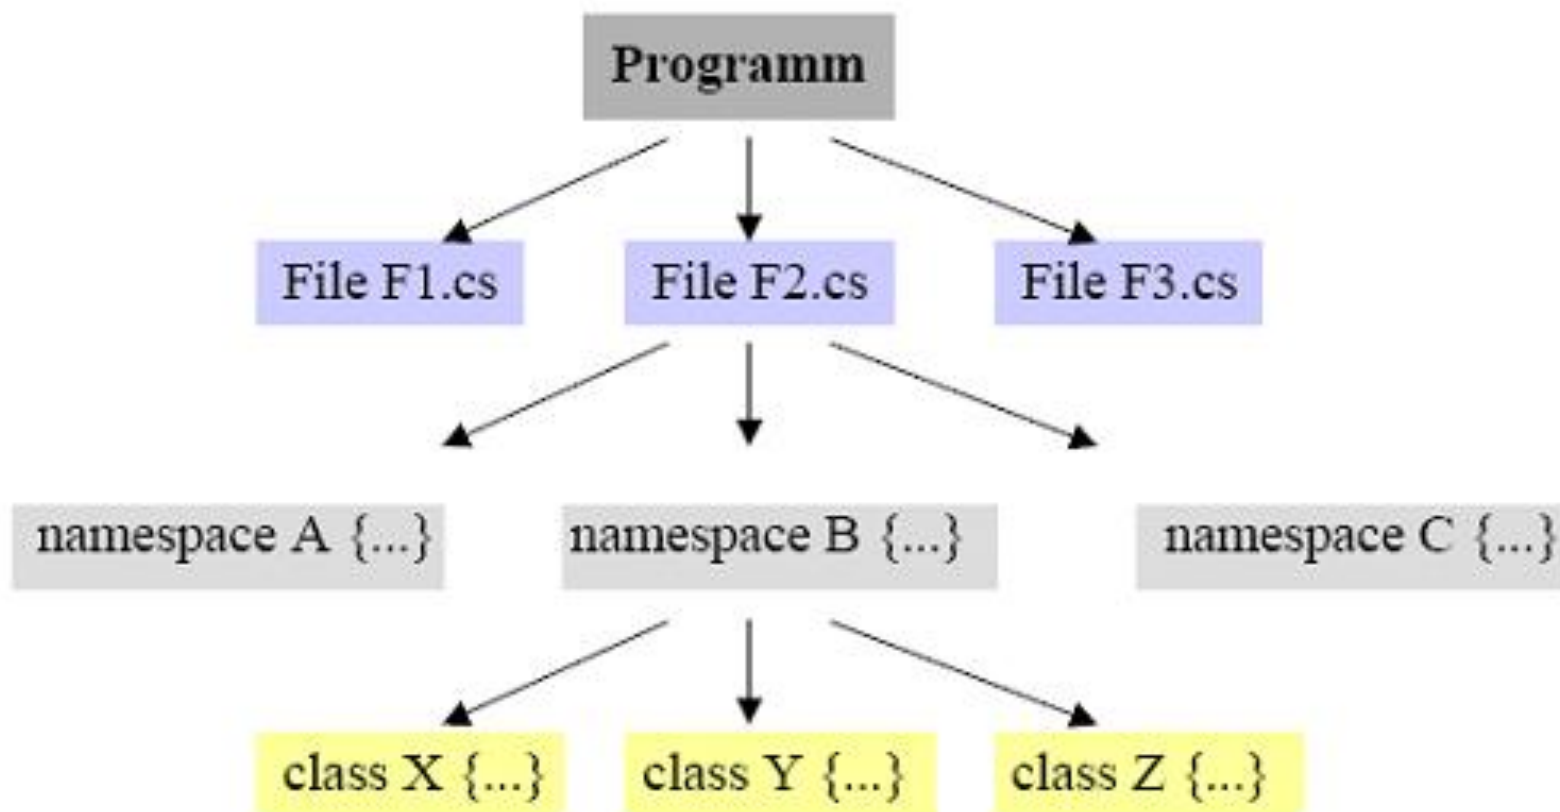 Programm
File F1.cs
File F2.cs
File F3.cs
namespace A {...}
namespace B {...}
namespace C {...}
class X {...}
class Y {...}
class Z {...}